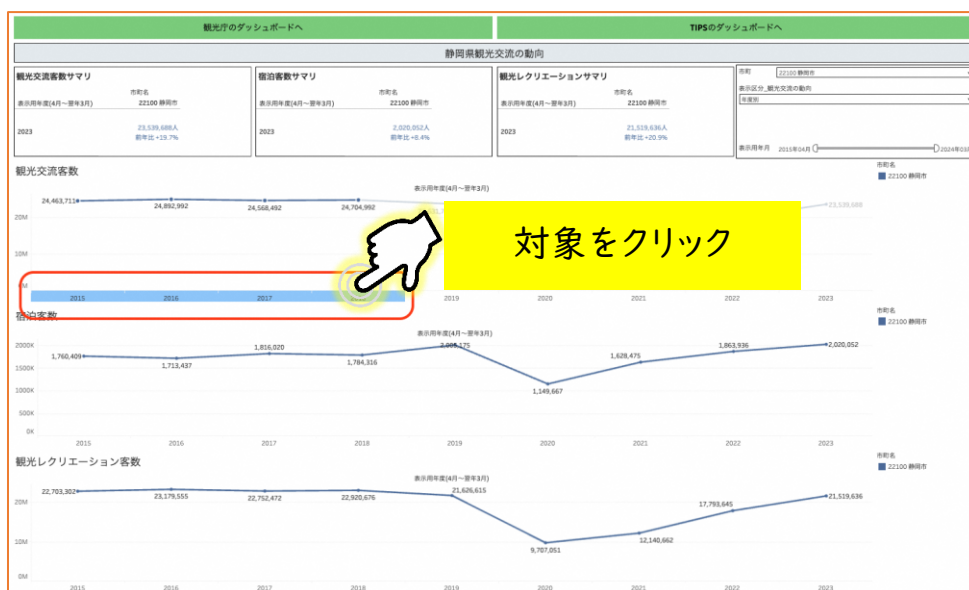 観光庁のダッシュボードへ
TIPSのダッシュボードへ
静岡県観光交流の動向
観光交流客数サマリ
市町名
表示用年度(4月～翌年3月) 22100 静岡市
2023 23,539,688人
前年比 +19.7%
宿泊客数サマリ
市町名
表示用年度(4月～翌年3月) 22100 静岡市
2023 2,020,052人
前年比 +8.4%
観光レクリエーションサマリ
市町名
表示用年度(4月～翌年3月) 22100 静岡市
2023 21,519,636人
前年比 +20.9%
市町 22100 静岡市
表示区分_観光交流の動向
年度別
表示用年月 2015年04月 2024年03月
観光交流客数
市町名
22100 静岡市
表示用年度(4月～翌年3月)
24,463,711 24,892,992 24,568,492 24,704,992 23,539,688
20M
10M
対象をクリック
2015 2016 2017 2019 2020 2021 2022 2023
宿泊客数
市町名
22100 静岡市
表示用年度(4月～翌年3月)
2000K
1,760,409 1,713,437 1,816,020 1,784,316 1,149,667 1,628,475 1,863,936 2,020,052
1500K
1000K
500K
0K
2015 2016 2017 2018 2019 2020 2021 2022 2023
観光レクリエーション客数
市町名
22100 静岡市
表示用年度(4月～翌年3月)
22,703,302 23,179,555 22,752,472 22,920,676 21,626,615 9,707,051 12,140,662 17,793,645 21,519,636
20M
10M
0M
2015 2016 2017 2018 2019 2020 2021 2022 2023